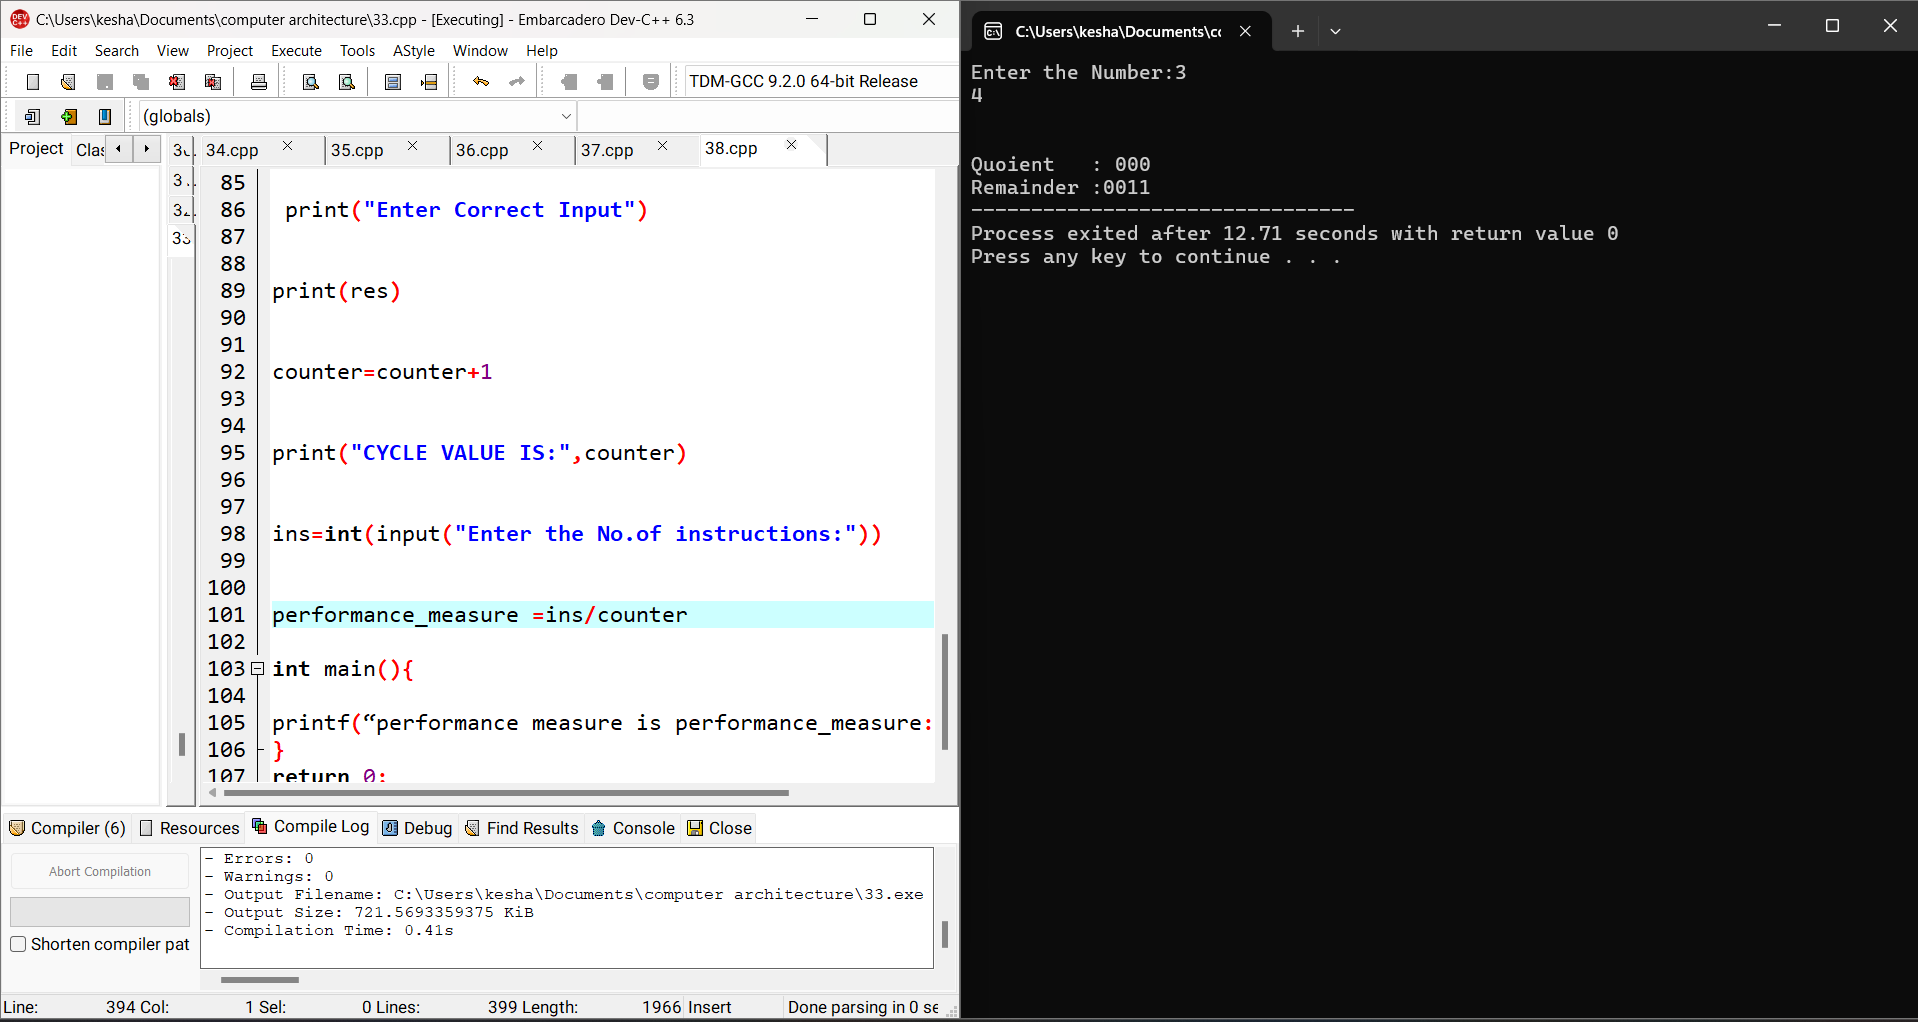 C:\Users\kesha\Documents\computer architecture\33.cpp - [Executing] - Embarcadero Dev-C++ 6.3
File Edit Search View Project Execute Tools AStyle Window Help
TDM-GCC 9.2.0 64-bit Release
(globals)
Project Clas
34.cpp 35.cpp 36.cpp 37.cpp 38.cpp
33
85
86 print("Enter Correct Input")
87
88
89 print(res)
90
91
92 counter=counter+1
93
94
95 print("CYCLE VALUE IS:",counter)
96
97
98 ins=int(input("Enter the No.of instructions:"))
99
100
101 performance_measure =ins/counter
102
103 int main(){
104
105 printf(“performance measure is performance_measure:
106 }
107 return 0;
Compiler (6) Resources Compile Log Debug Find Results Console Close
Abort Compilation
Shorten compiler pat
- Errors: 0
- Warnings: 0
- Output Filename: C:\Users\kesha\Documents\computer architecture\33.exe
- Output Size: 721.5693359375 KiB
- Compilation Time: 0.41s
Line: 394 Col: 1 Sel: 0 Lines: 399 Length: 1966 Insert Done parsing in 0 se
C:\Users\kesha\Documents\co
Enter the Number:3
4
Quoient : 000
Remainder :0011
--------------------------------
Process exited after 12.71 seconds with return value 0
Press any key to continue . . .